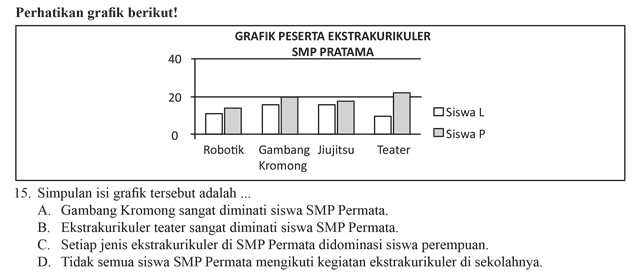 Perhatikan grafik berikut!
GRAFIK PESERTA EKSTRAKURIKULER
SMP PRATAMA
40
20
0
Robotik Gambang Kromong Jiujitsu Teater
Siswa L
Siswa P
15. Simpulan isi grafik tersebut adalah ...
A. Gambang Kromong sangat diminati siswa SMP Permata.
B. Ekstrakurikuler teater sangat diminati siswa SMP Permata.
C. Setiap jenis ekstrakurikuler di SMP Permata didominasi siswa perempuan.
D. Tidak semua siswa SMP Permata mengikuti kegiatan ekstrakurikuler di sekolahnya.